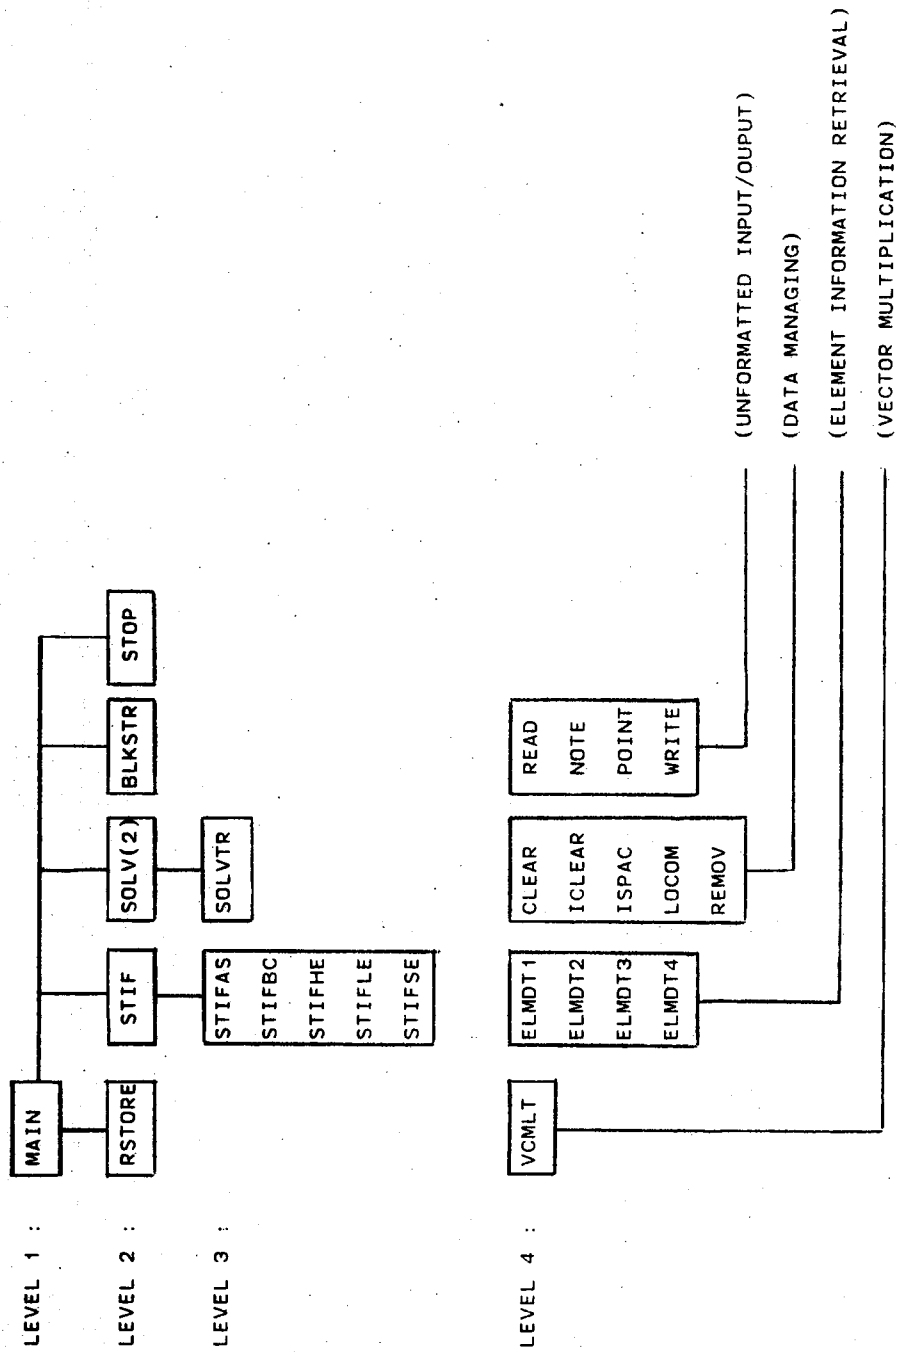 LEVEL 1 :
MAIN
LEVEL 2 :
RSTORE
STIF
SOLV(2)
BLKSTR
STOP
LEVEL 3 :
STIFAS
STIFBC
STIFHE
STIFLE
STIFSE
SOLVTR
LEVEL 4 :
VCMLT
ELMDT1
ELMDT2
ELMDT3
ELMDT4
CLEAR
ICLEAR
ISPAC
LOCOM
REMOV
READ
NOTE
POINT
WRITE
(UNFORMATTED INPUT/OUPUT)
(DATA MANAGING)
(ELEMENT INFORMATION RETRIEVAL)
(VECTOR MULTIPLICATION)